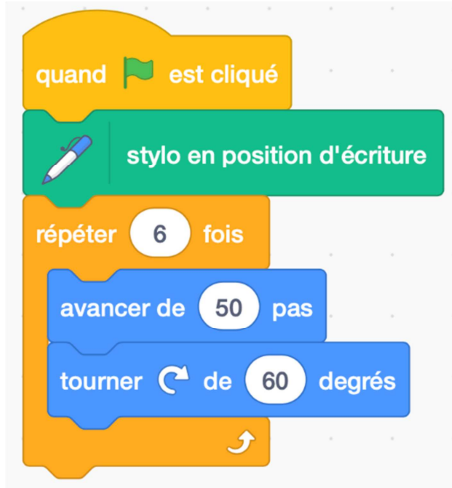 quand est cliqué
stylo en position d'écriture
répéter 6 fois
avancer de 50 pas
tourner de 60 degrés